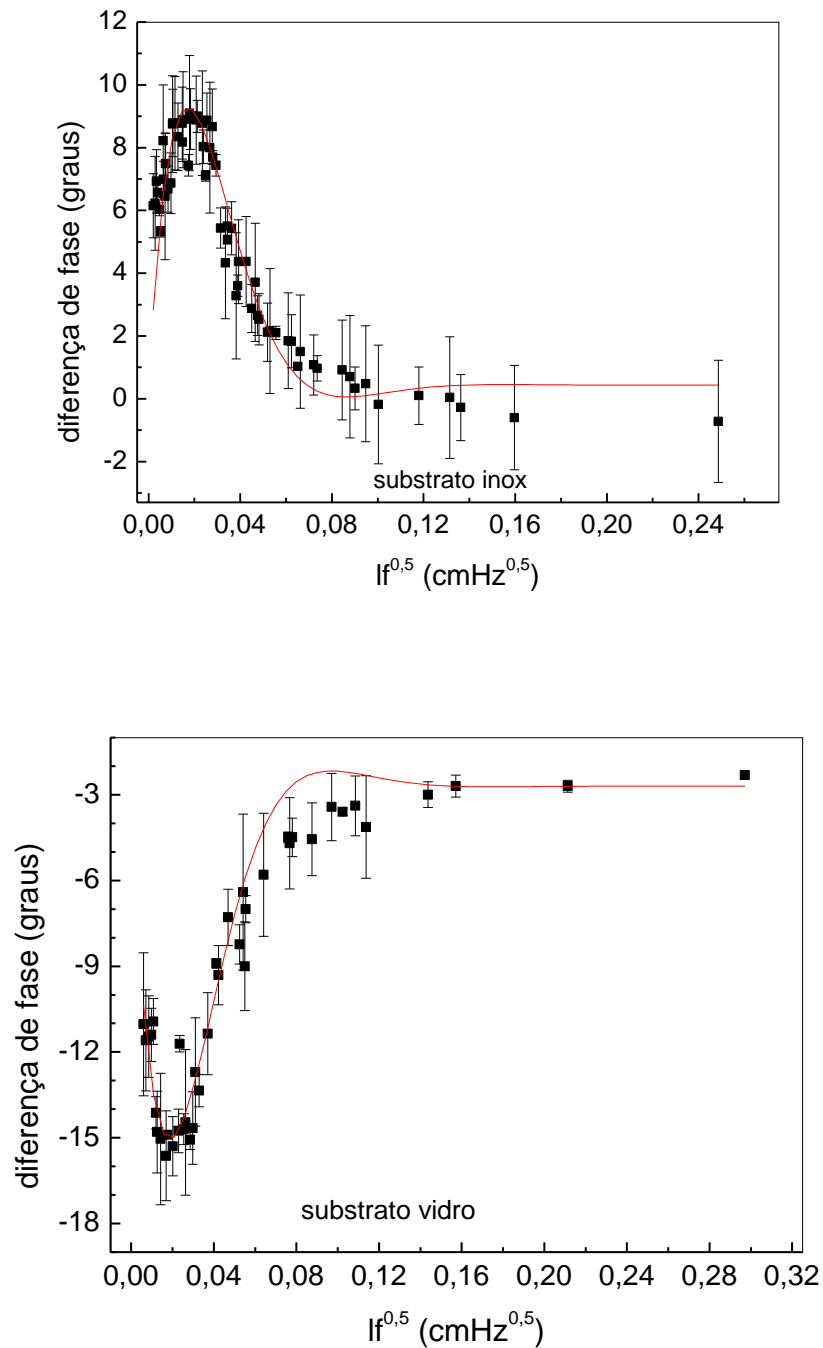 12
10
8
6
4
2
0
-2
diferença de fase (graus)
substrato inox
0,00 0,04 0,08 0,12 0,16 0,20 0,24
lf^0,5 (cmHz^0,5)
-3
-6
-9
-12
-15
-18
diferença de fase (graus)
substrato vidro
0,00 0,04 0,08 0,12 0,16 0,20 0,24 0,28 0,32
lf^0,5 (cmHz^0,5)